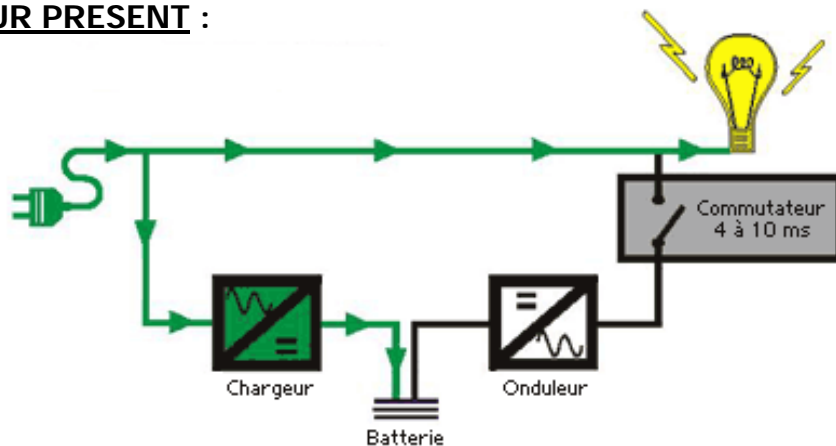 UR PRESENT :
Commutateur
4 à 10 ms
Chargeur
Onduleur
Batterie